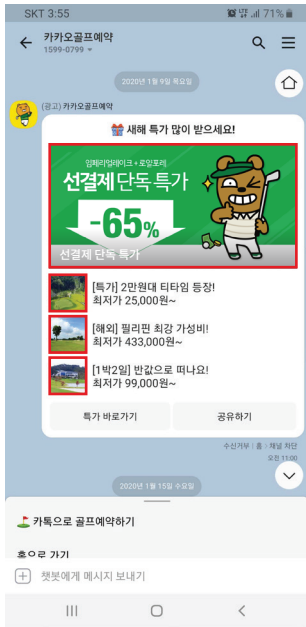 SKT 3:55
71%
카카오골프예약
1599-0799
2020년 1월 9일 목요일
(광고) 카카오골프예약
새해 특가 많이 받으세요!
임페리얼레이크 + 로얄포레
선결제 단독 특가
-65%
선결제 단독 특가
[특가] 2만원대 티타임 등장!
최저가 25,000원~
[해외] 필리핀 최강 가성비!
최저가 433,000원~
[1박2일] 반값으로 떠나요!
최저가 99,000원~
특가 바로가기
공유하기
수신거부 | 홈 | 채널 차단
오전 11:00
2020년 1월 15일 수요일
카톡으로 골프예약하기
홈으로 가기
챗봇에게 메시지 보내기